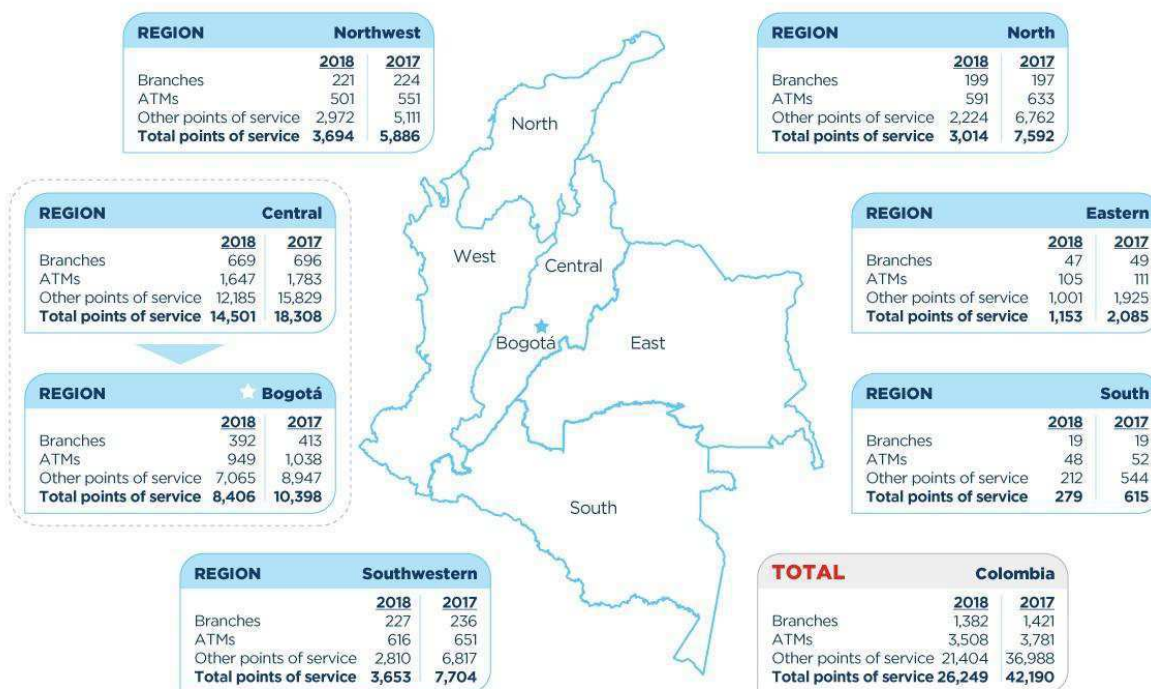 REGION Northwest
2018 2017
Branches 221 224
ATMs 501 551
Other points of service 2,972 5,111
Total points of service 3,694 5,886
REGION North
2018 2017
Branches 199 197
ATMs 591 633
Other points of service 2,224 6,762
Total points of service 3,014 7,592
REGION Central
2018 2017
Branches 669 696
ATMs 1,647 1,783
Other points of service 12,185 15,829
Total points of service 14,501 18,308
REGION Bogotá
2018 2017
Branches 392 413
ATMs 949 1,038
Other points of service 7,065 8,947
Total points of service 8,406 10,398
North
West
Central
Bogotá
East
South
REGION Eastern
2018 2017
Branches 47 49
ATMs 105 111
Other points of service 1,001 1,925
Total points of service 1,153 2,085
REGION South
2018 2017
Branches 19 19
ATMs 48 52
Other points of service 212 544
Total points of service 279 615
REGION Southwestern
2018 2017
Branches 227 236
ATMs 616 651
Other points of service 2,810 6,817
Total points of service 3,653 7,704
TOTAL Colombia
2018 2017
Branches 1,382 1,421
ATMs 3,508 3,781
Other points of service 21,404 36,988
Total points of service 26,249 42,190